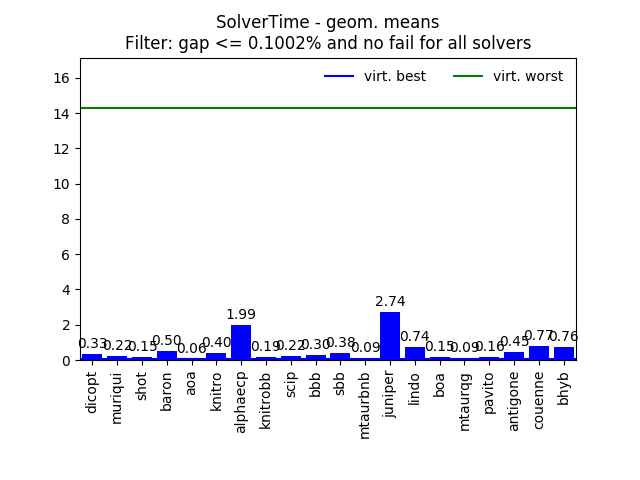 SolverTime - geom. means
Filter: gap <= 0.1002% and no fail for all solvers
virt. best
virt. worst
16
14
12
10
8
6
4
2
0
0.33
0.22
0.15
0.50
0.06
0.40
1.99
0.19
0.22
0.30
0.38
0.09
2.74
0.74
0.15
0.09
0.16
0.45
0.77
0.76
dicopt
muriqui
shot
baron
aoa
knitro
alphaecp
knitrobb
scip
bbb
sbb
mtaurbnb
juniper
lindo
boa
mtaurqg
pavito
antigone
couenne
bhyb